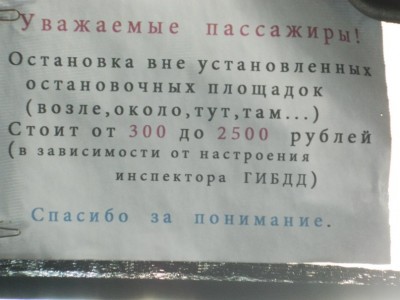 Уважаемые пассажиры!
Остановка вне установленных
остановочных площадок
(возле,около,тут,там...)
Стоит от 300 до 2500 рублей
(в зависимости от настроения
инспектора ГИБДД)
Спасибо за понимание.